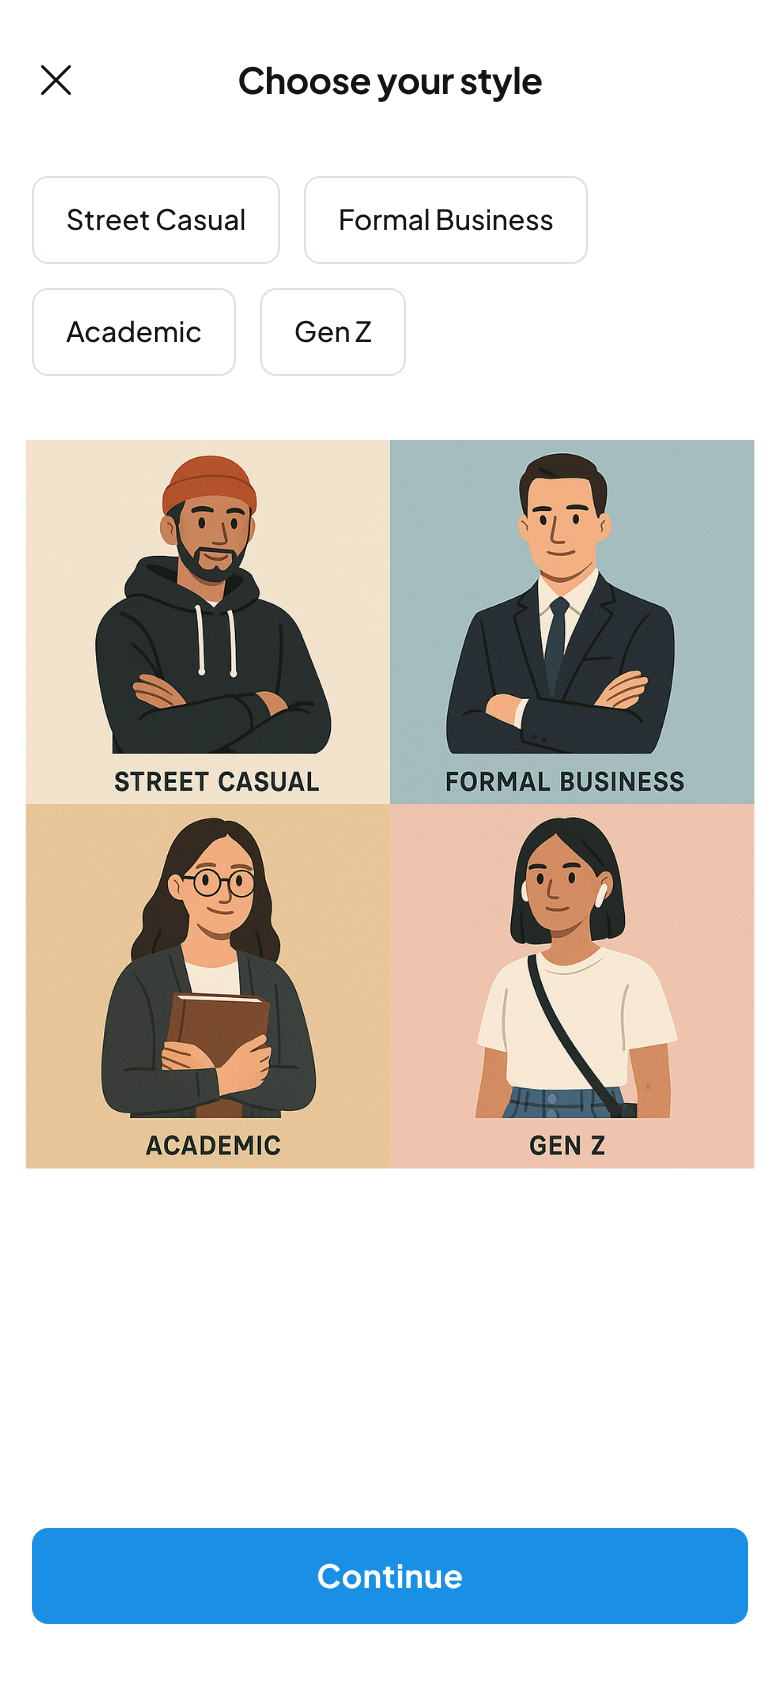 Choose your style
Street Casual
Formal Business
Academic
Gen Z
STREET CASUAL
FORMAL BUSINESS
ACADEMIC
GEN Z
Continue